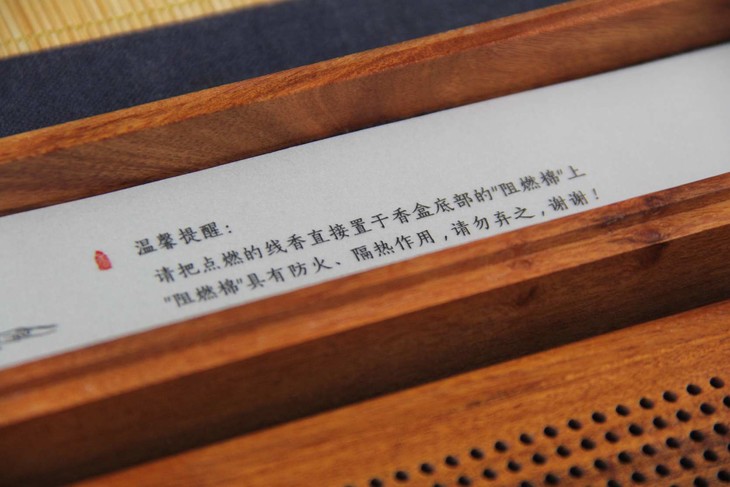 温馨提醒：
请把点燃的线香直接置于香盒底部的"阻燃棉"上
"阻燃棉"具有防火、隔热作用，请勿弃之，谢谢！